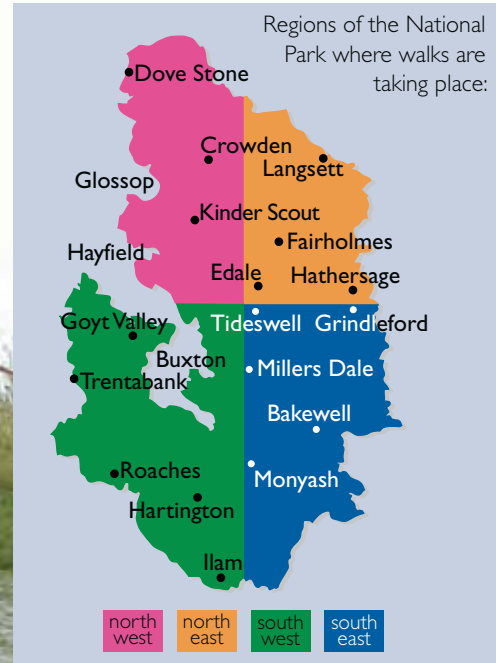 Regions of the National
Park where walks are
taking place:
Dove Stone
Crowden
Langsett
Glossop
Kinder Scout
Fairholmes
Hayfield
Edale
Hathersage
Goyt Valley
Tideswell
Grindleford
Buxton
Millers Dale
Trentabank
Bakewell
Roaches
Monyash
Hartington
Ilam
north
west
north
east
south
west
south
east